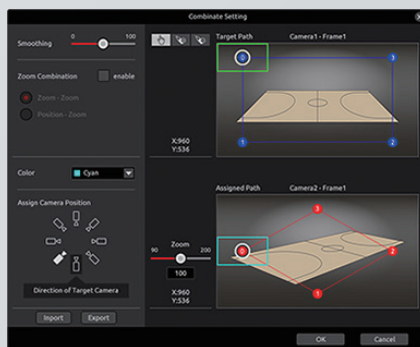 Combinate Setting
Smoothing
0
100
Target Path
Camera1 - Frame1
Zoom Combination
enable
Zoom - Zoom
Position - Zoom
0
3
1
2
X:960
Y:536
Color
Cyan
Assign Camera Position
Assigned Path
Camera2 - Frame1
Zoom
90
200
100
X:960
Y:536
3
0
2
1
Direction of Target Camera
Import
Export
OK
Cancel